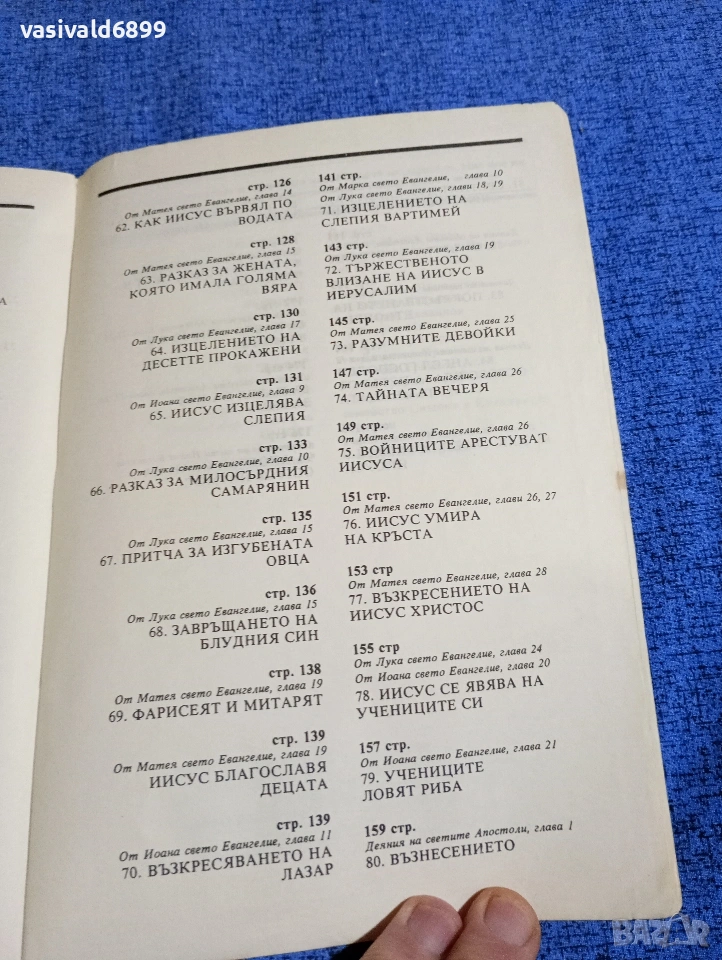 vasivald6899
А
стр. 126
От Матея свето Евангелие, глава 14
62. КАК ИИСУС ВЪРВЯЛ ПО
ВОДАТА
стр. 128
От Матея свето Евангелие, глава 15
63. РАЗКАЗ ЗА ЖЕНАТА,
КОЯТО ИМАЛА ГОЛЯМА
ВЯРА
стр. 130
От Лука свето Евангелие, глава 17
64. ИЗЦЕЛЕНИЕТО НА
ДЕСЕТТЕ ПРОКАЖЕНИ
стр. 131
От Иоана свето Евангелие, глава 9
65. ИИСУС ИЗЦЕЛЯВА
СЛЕПИЯ
стр. 133
От Лука свето Евангелие, глава 10
66. РАЗКАЗ ЗА МИЛОСЪРДНИЯ
САМАРЯНИН
стр. 135
От Лука свето Евангелие, глава 15
67. ПРИТЧА ЗА ИЗГУБЕНАТА
ОВЦА
стр. 136
От Лука свето Евангелие, глава 15
68. ЗАВРЪЩАНЕТО НА
БЛУДНИЯ СИН
стр. 138
От Матея свето Евангелие, глава 19
69. ФАРИСЕЯТ И МИТАРЯТ
стр. 139
От Матея свето Евангелие, глава 19
ИИСУС БЛАГОСЛАВЯ
ДЕЦАТА
стр. 139
От Иоана свето Евангелие, глава 11
70. ВЪЗКРЕСЯВАНЕТО НА
ЛАЗАР
141 стр.
От Марка свето Евангелие, глава 10
От Лука свето Евангелие, глави 18, 19
71. ИЗЦЕЛЕНИЕТО НА
СЛЕПИЯ ВАРТИМЕЙ
143 стр.
От Лука свето Евангелие, глава 19
72. ТЪРЖЕСТВЕНОТО
ВЛИЗАНЕ НА ИИСУС В
ИЕРУСАЛИМ
145 стр.
От Матея свето Евангелие, глава 25
73. РАЗУМНИТЕ ДЕВОЙКИ
147 стр.
От Матея свето Евангелие, глава 26
74. ТАЙНАТА ВЕЧЕРЯ
149 стр.
От Матея свето Евангелие, глава 26
75. ВОЙНИЦИТЕ АРЕСТУВАТ
ИИСУСА
151 стр.
От Матея свето Евангелие, глави 26, 27
76. ИИСУС УМИРА
НА КРЪСТА
153 стр
От Матея свето Евангелие, глава 28
77. ВЪЗКРЕСЕНИЕТО НА
ИИСУС ХРИСТОС
155 стр
От Лука свето Евангелие, глава 24
От Иоана свето Евангелие, глава 20
78. ИИСУС СЕ ЯВЯВА НА
УЧЕНИЦИТЕ СИ
157 стр.
От Иоана свето Евангелие, глава 21
79. УЧЕНИЦИТЕ
ЛОВЯТ РИБА
159 стр.
Деяния на светите Апостоли, глава 1
80. ВЪЗНЕСЕНИЕТО
BAZAR